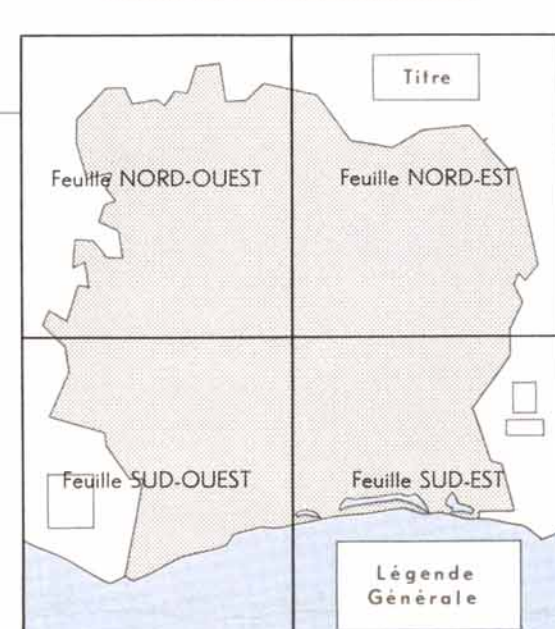 Titre
Feuille NORD-OUEST
Feuille NORD-EST
Feuille SUD-OUEST
Feuille SUD-EST
Légende
Générale